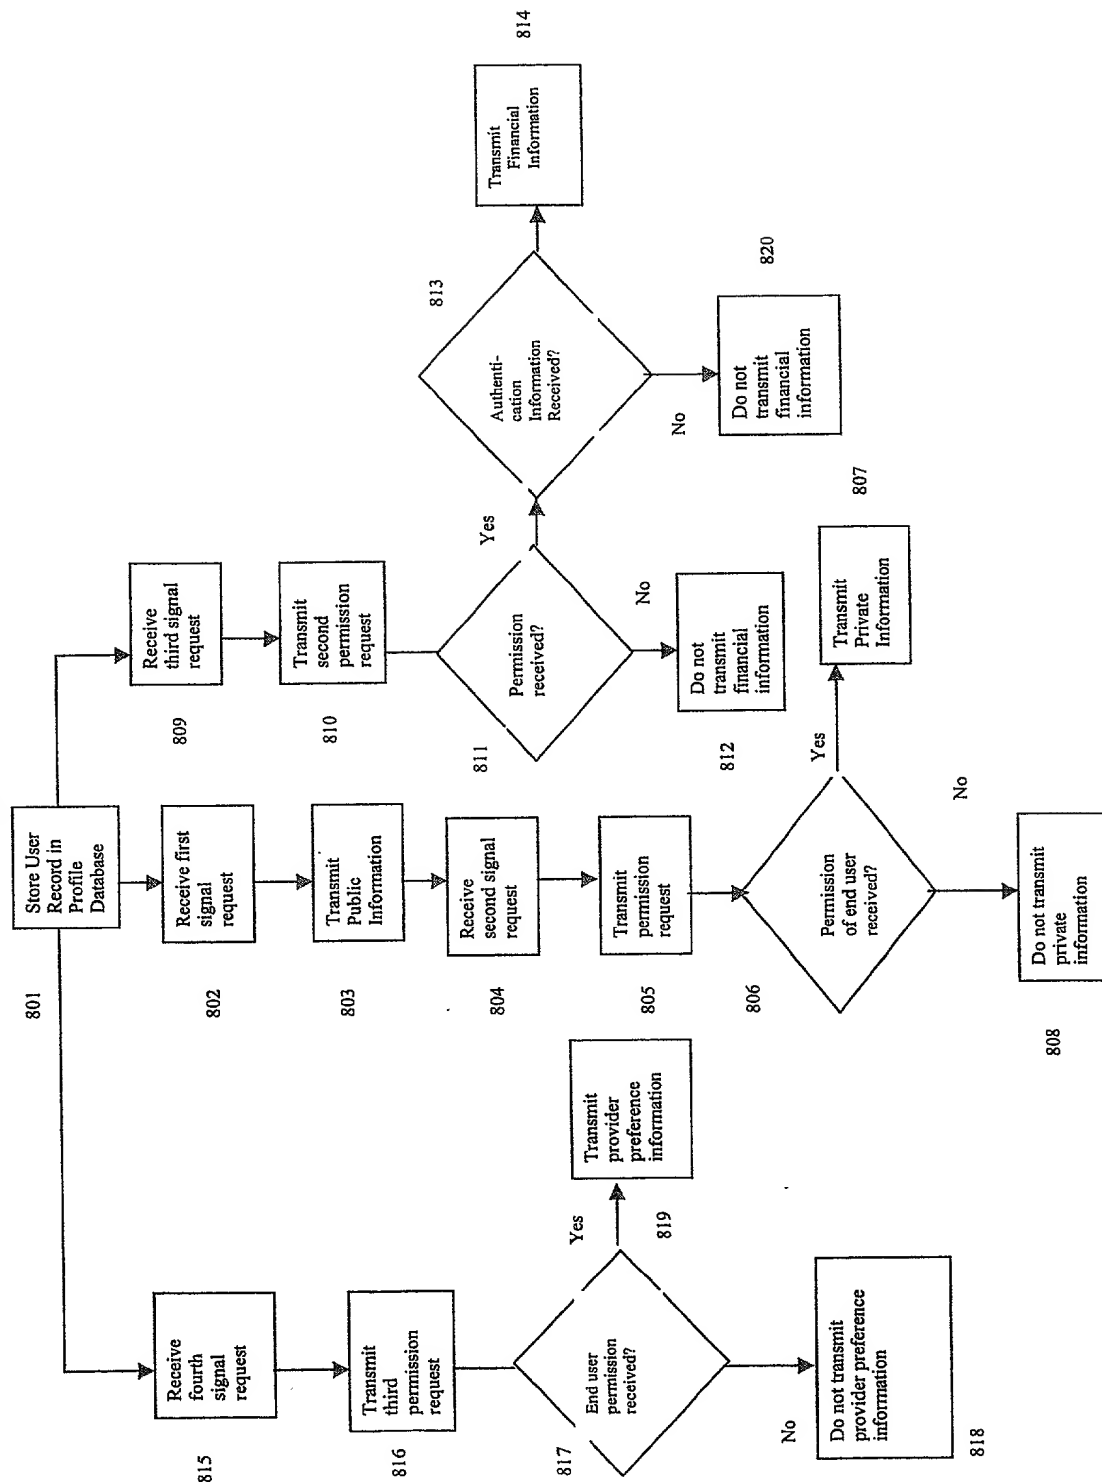 801
Store User
Record in
Profile
Database
815
Receive
fourth
signal
request
816
Transmit
third
permission
request
817
End user
permission
received?
Yes
819
Transmit
provider
preference
information
No
Do not transmit
provider preference
information
818
802
Receive first
signal
request
803
Transmit
Public
Information
804
Receive
second signal
request
805
Transmit
permission
request
806
Permission
of end user
received?
Yes
Transmit
Private
Information
807
No
Do not transmit
private
information
808
809
Receive
third signal
request
810
Transmit
second
permission
request
811
Permission
received?
No
Do not
transmit
financial
information
812
Yes
813
Authenti-
cation
Information
Received?
No
Do not
transmit
financial
information
820
Transmit
Financial
Information
814